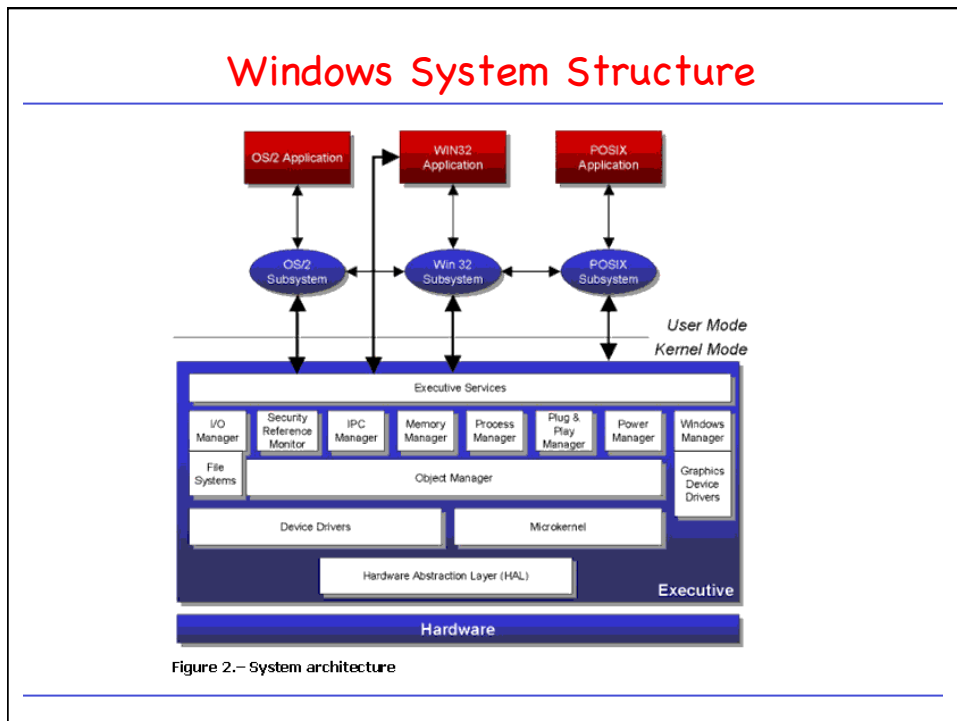 Windows System Structure
OS/2 Application
WIN32
Application
POSIX
Application
OS/2
Subsystem
Win 32
Subsystem
POSIX
Subsystem
User Mode
Kernel Mode
Executive Services
I/O
Manager
Security
Reference
Monitor
IPC
Manager
Memory
Manager
Process
Manager
Plug &
Play
Manager
Power
Manager
Windows
Manager
File
Systems
Object Manager
Graphics
Device
Drivers
Device Drivers
Microkernel
Hardware Abstraction Layer (HAL)
Executive
Hardware
Figure 2.– System architecture